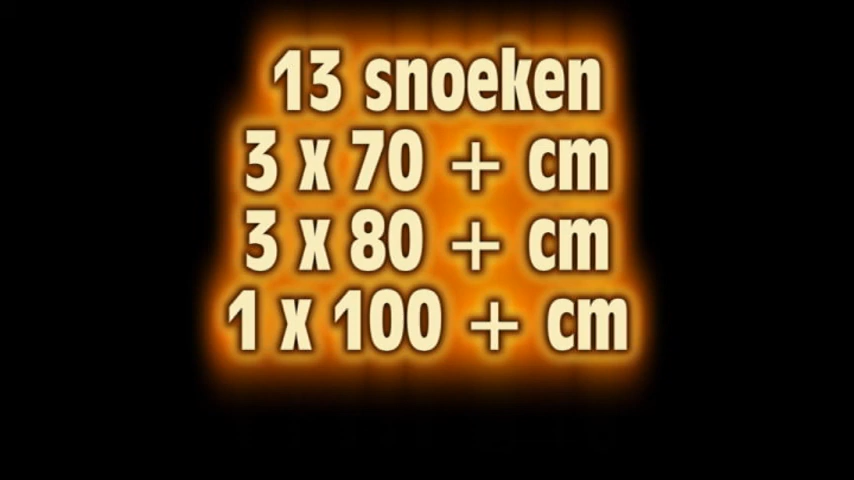 13 snoeken
3 x 70 + cm
3 x 80 + cm
1 x 100 + cm